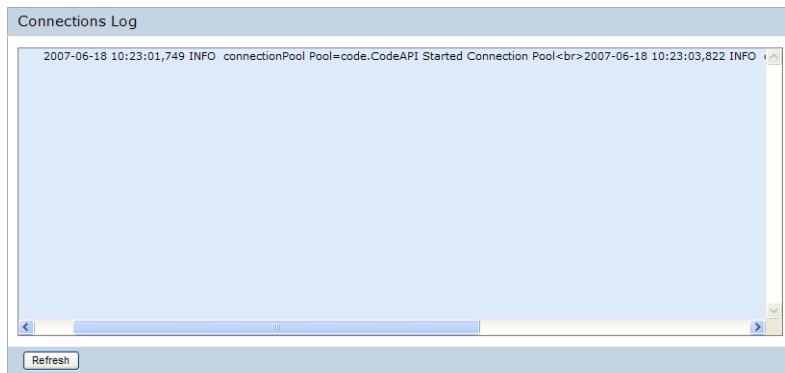 Connections Log
2007-06-18 10:23:01,749 INFO  connectionPool Pool=code.CodeAPI Started Connection Pool<br>2007-06-18 10:23:03,822 INFO
Refresh